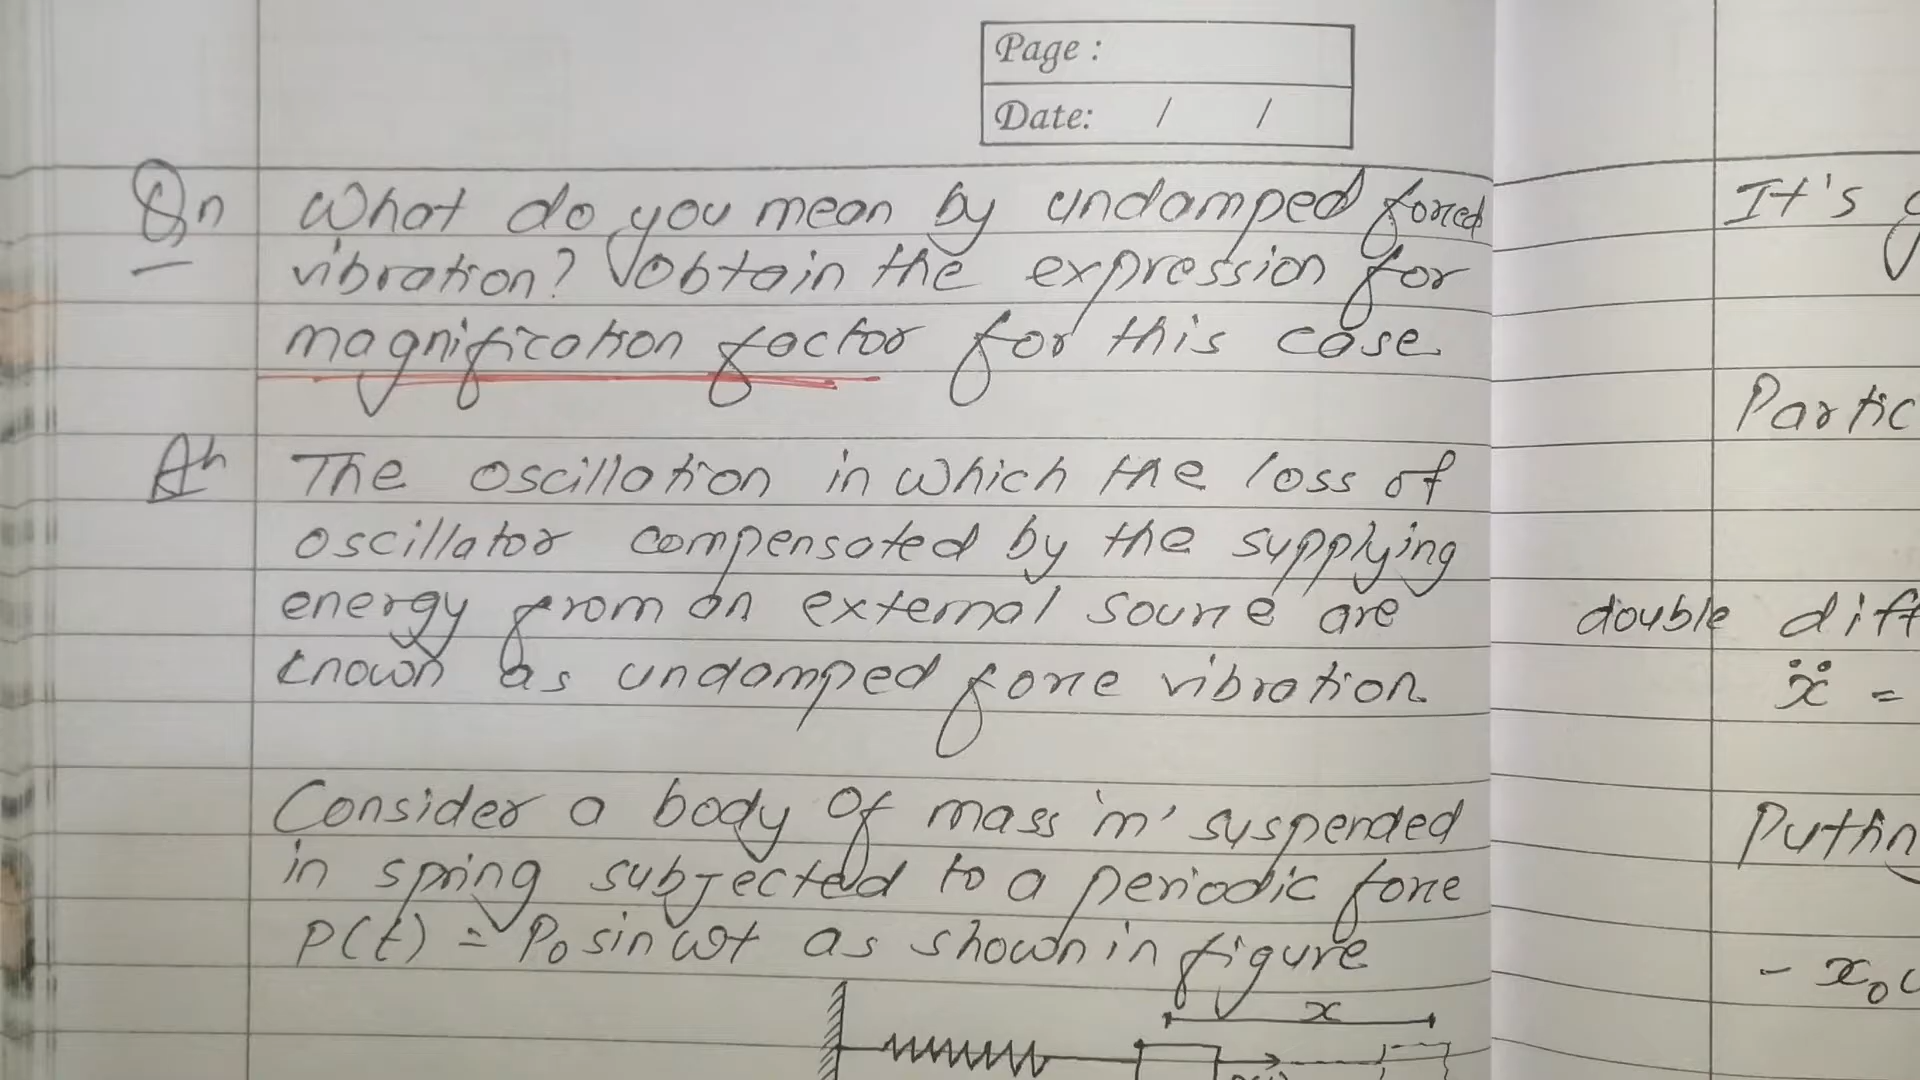 Page :
Date: / /
Qn What do you mean by undamped forced
vibration? Obtain the expression for
magnification factor for this case.
An The oscillation in which the loss of
oscillator compensated by the supplying
energy from an external source are
known as undamped force vibration.
Consider a body of mass 'm' suspended
in spring subjected to a periodic force
P(t) = P₀ sin ωt as shown in figure
x
It's
Partic
double diff
ẍ =
Puttin
- x₀